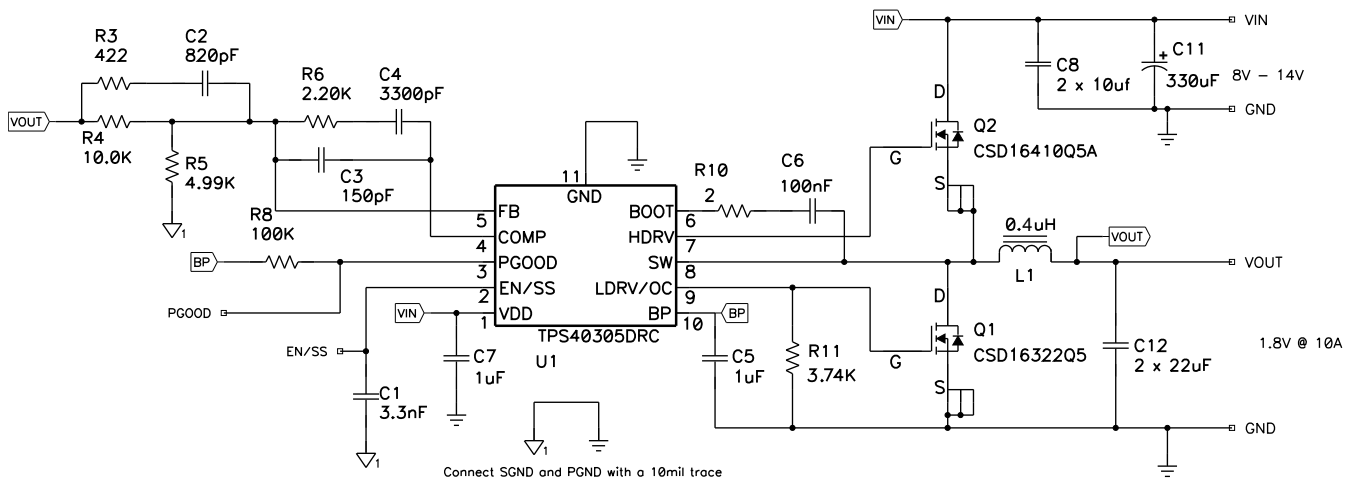 VIN
VIN
R3
422
C2
820pF
R6
2.20K
C4
3300pF
C8
2 x 10uf
+
C11
330uF
8V - 14V
VOUT
R4
10.0K
R5
4.99K
C3
150pF
GND
D
Q2
CSD16410Q5A
G
S
1
R8
100K
BP
PGOOD
EN/SS
1
C1
3.3nF
VIN
C7
1uF
11
GND
FB
5
COMP
4
PGOOD
3
EN/SS
2
VDD
1
BOOT
6
HDRV
7
SW
8
LDRV/OC
9
BP
10
TPS40305DRC
U1
R10
2
C6
100nF
BP
C5
1uF
R11
3.74K
0.4uH
L1
VOUT
VOUT
D
Q1
CSD16322Q5
G
S
C12
2 x 22uF
1.8V @ 10A
GND
1
Connect SGND and PGND with a 10mil trace